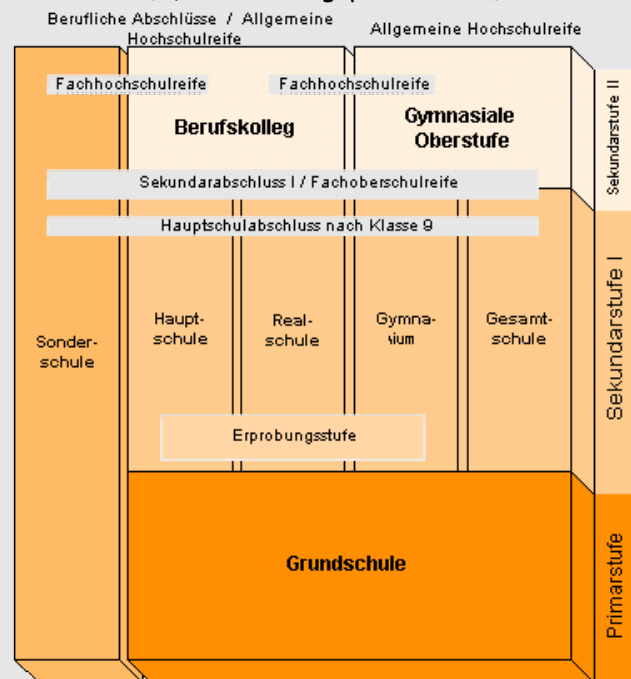 Berufliche Abschlüsse / Allgemeine
Hochschulreife
Allgemeine Hochschulreife
Fachhochschulreife
Fachhochschulreife
Berufskolleg
Gymnasiale
Oberstufe
Sekundarstufe II
Sekundarabschluss I / Fachoberschulreife
Hauptschulabschluss nach Klasse 9
Sonder-
schule
Haupt-
schule
Real-
schule
Gymna-
sium
Gesamt-
schule
Sekundarstufe I
Erprobungsstufe
Grundschule
Primarstufe